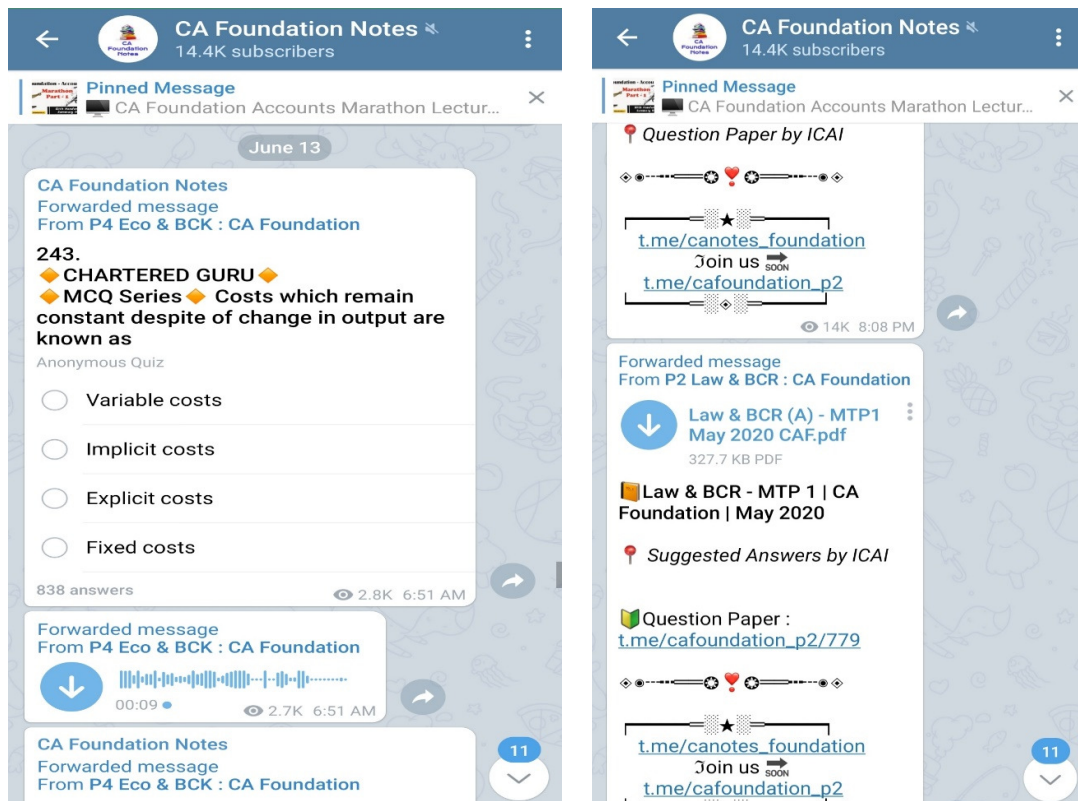 CA Foundation Notes
14.4K subscribers
Pinned Message
CA Foundation Accounts Marathon Lectur...
June 13
CA Foundation Notes
Forwarded message
From P4 Eco & BCK : CA Foundation
243.
CHARTERED GURU
MCQ Series Costs which remain
constant despite of change in output are
known as
Anonymous Quiz
Variable costs
Implicit costs
Explicit costs
Fixed costs
838 answers
2.8K 6:51 AM
Forwarded message
From P4 Eco & BCK : CA Foundation
00:09
2.7K 6:51 AM
CA Foundation Notes
Forwarded message
From P4 Eco & BCK : CA Foundation
11
CA Foundation Notes
14.4K subscribers
Pinned Message
CA Foundation Accounts Marathon Lectur...
Question Paper by ICAI
t.me/canotes_foundation
Join us SOON
t.me/cafoundation_p2
14K 8:08 PM
Forwarded message
From P2 Law & BCR : CA Foundation
Law & BCR (A) - MTP1
May 2020 CAF.pdf
327.7 KB PDF
Law & BCR - MTP 1 | CA
Foundation | May 2020
Suggested Answers by ICAI
Question Paper :
t.me/cafoundation_p2/779
t.me/canotes_foundation
Join us SOON
t.me/cafoundation_p2
11